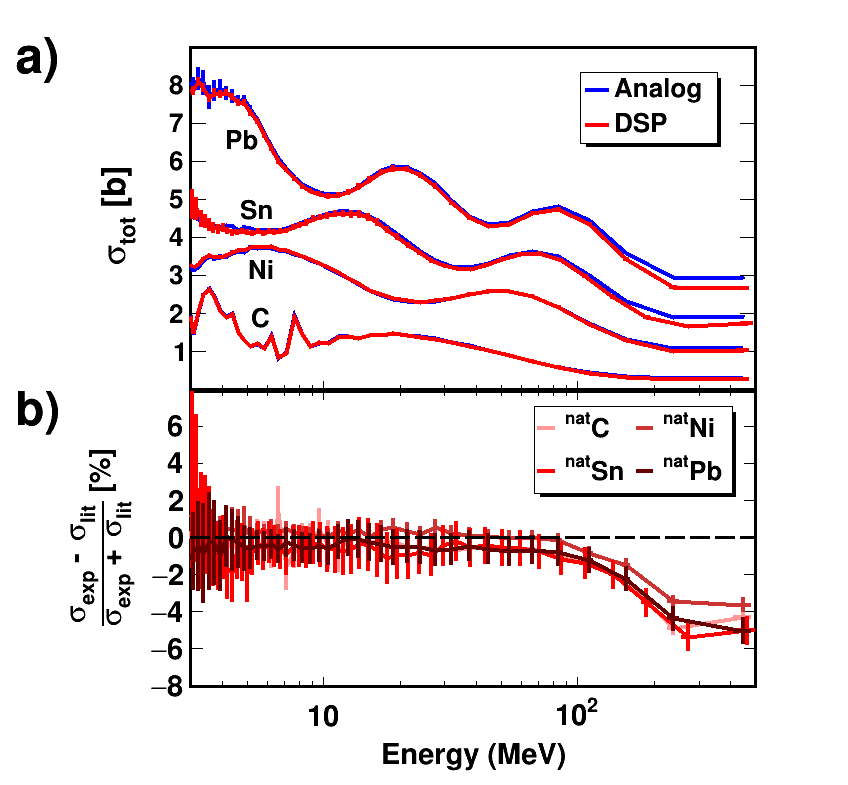 a)
8
7
6
5
4
3
2
1
σtot [b]
Pb
Sn
Ni
C
Analog
DSP
b)
6
4
2
0
−2
−4
−6
−8
σexp - σlit
σexp + σlit
[%]
natC natNi
natSn natPb
10 10²
Energy (MeV)